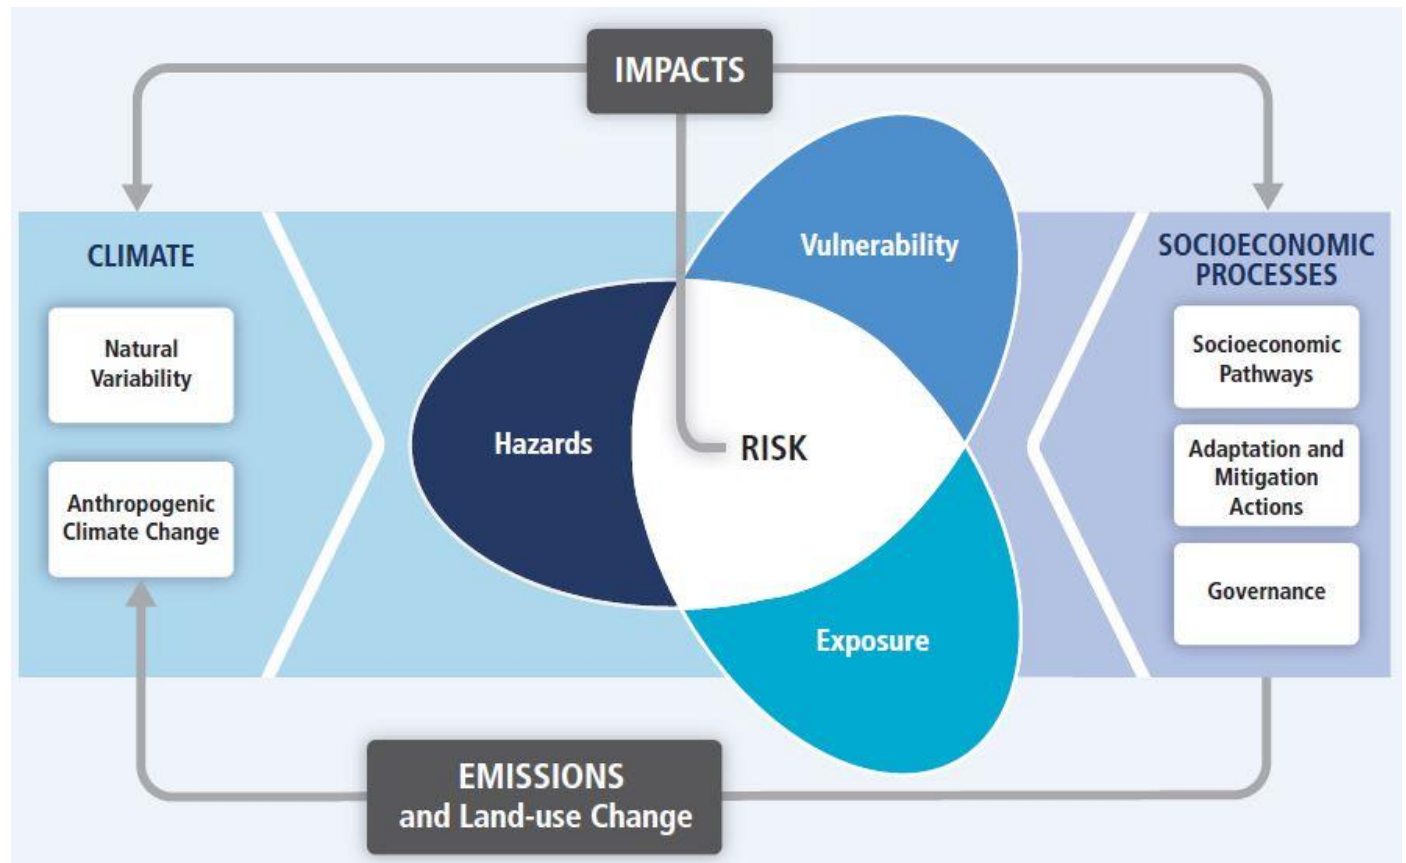 IMPACTS
CLIMATE
Natural
Variability
Anthropogenic
Climate Change
Vulnerability
Hazards
RISK
Exposure
SOCIOECONOMIC
PROCESSES
Socioeconomic
Pathways
Adaptation and
Mitigation
Actions
Governance
EMISSIONS
and Land-use Change